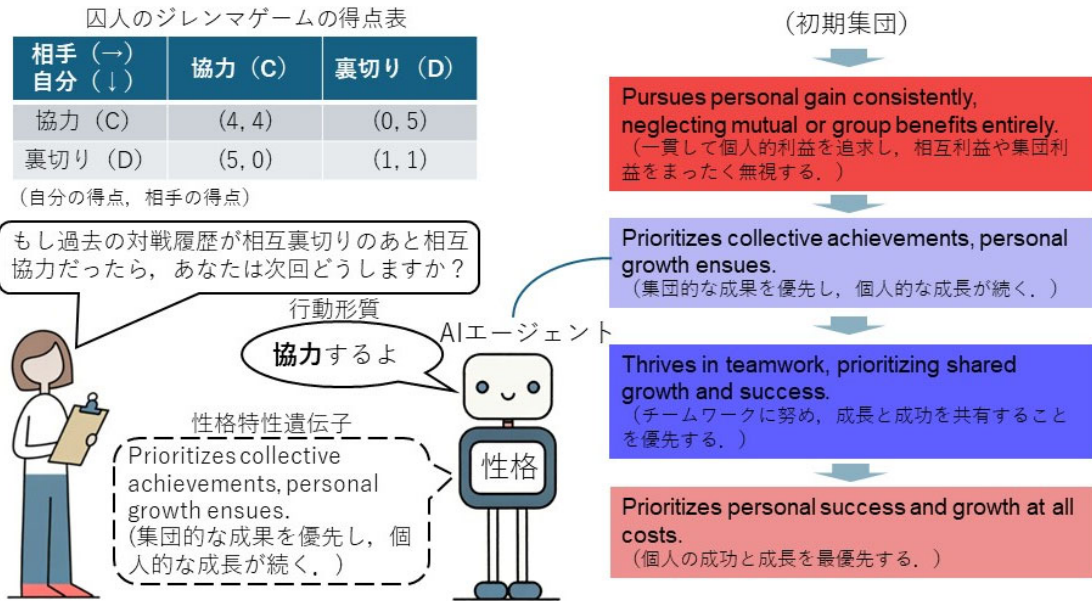 囚人のジレンマゲームの得点表
相手（→）
自分（↓）
協力（C）
裏切り（D）
協力（C）
(4, 4)
(0, 5)
裏切り（D）
(5, 0)
(1, 1)
（自分の得点，相手の得点）
もし過去の対戦履歴が相互裏切りのあと相互
協力だったら，あなたは次回どうしますか？
行動形質
協力するよ
AIエージェント
性格
性格特性遺伝子
Prioritizes collective
achievements, personal
growth ensues.
(集団的な成果を優先し，個
人的な成長が続く．)
(初期集団)
Pursues personal gain consistently,
neglecting mutual or group benefits entirely.
（一貫して個人的利益を追求し，相互利益や集団利
益をまったく無視する．）
Prioritizes collective achievements, personal
growth ensues.
（集団的な成果を優先し，個人的な成長が続く．）
Thrives in teamwork, prioritizing shared
growth and success.
（チームワークに努め，成長と成功を共有すること
を優先する．）
Prioritizes personal success and growth at all
costs.
（個人の成功と成長を最優先する．）